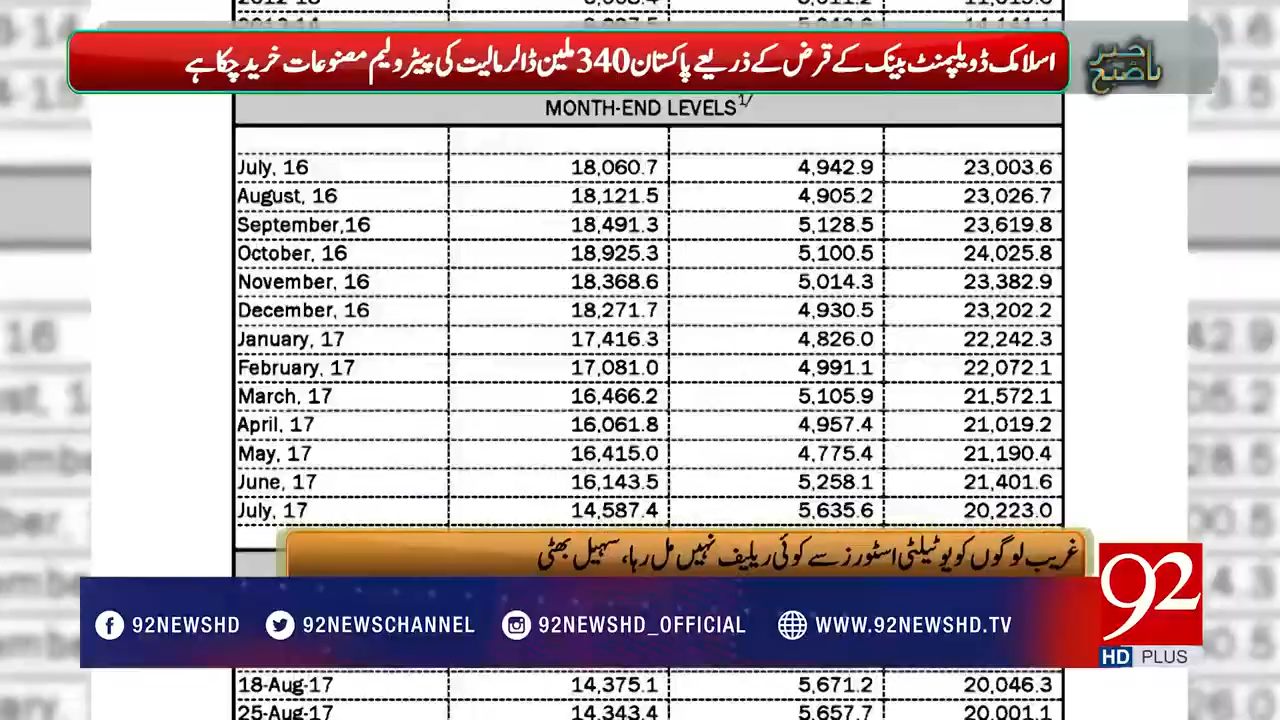 اسلامک ڈویلپمنٹ بینک کے قرض کے ذریعے پاکستان 340 ملین ڈالر مالیت کی پیٹرولیم مصنوعات خرید چکا ہے
باخبر صبح
MONTH-END LEVELS 1/
July, 16 18,060.7 4,942.9 23,003.6
August, 16 18,121.5 4,905.2 23,026.7
September,16 18,491.3 5,128.5 23,619.8
October, 16 18,925.3 5,100.5 24,025.8
November, 16 18,368.6 5,014.3 23,382.9
December, 16 18,271.7 4,930.5 23,202.2
January, 17 17,416.3 4,826.0 22,242.3
February, 17 17,081.0 4,991.1 22,072.1
March, 17 16,466.2 5,105.9 21,572.1
April, 17 16,061.8 4,957.4 21,019.2
May, 17 16,415.0 4,775.4 21,190.4
June, 17 16,143.5 5,258.1 21,401.6
July, 17 14,587.4 5,635.6 20,223.0
غریب لوگوں کو یوٹیلٹی اسٹورز سے کوئی ریلیف نہیں مل رہا، سہیل بھٹی
92NEWSHD 92NEWSCHANNEL 92NEWSHD_OFFICIAL WWW.92NEWSHD.TV
92
HD PLUS
18-Aug-17 14,375.1 5,671.2 20,046.3
25-Aug-17 14,343.4 5,657.7 20,001.1